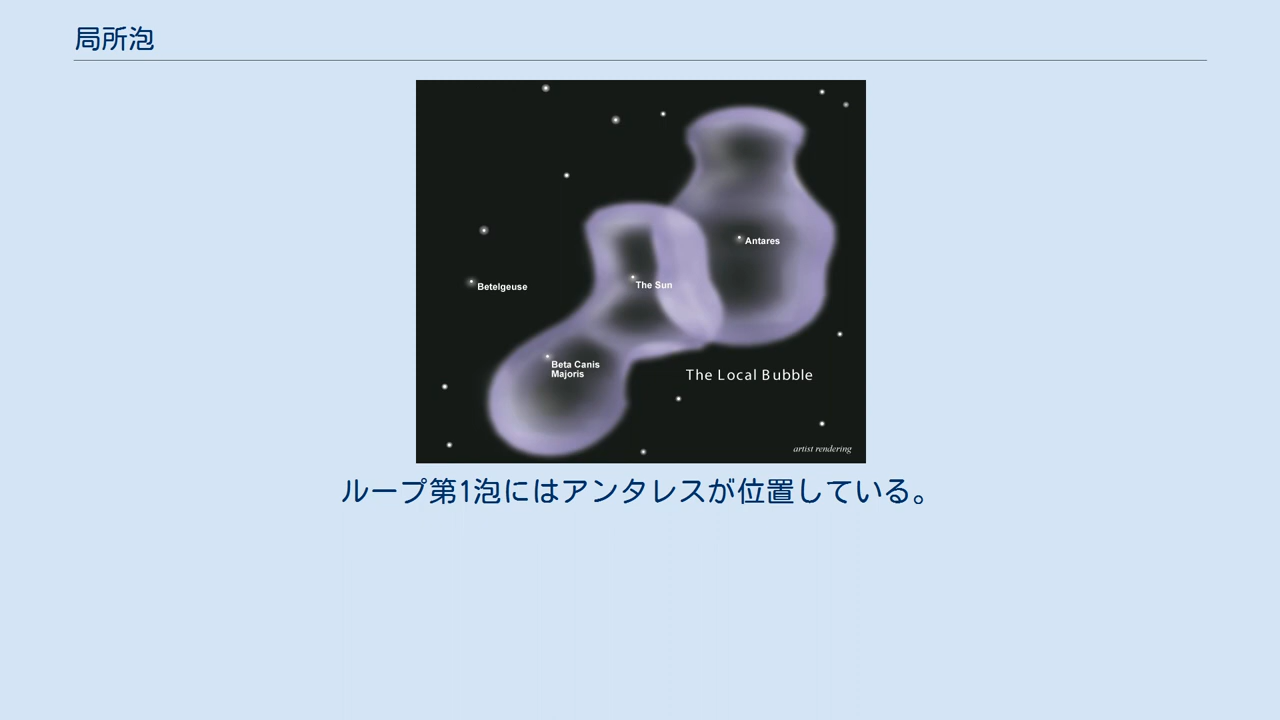 局所泡
Antares
The Sun
Betelgeuse
Beta Canis
Majoris
The Local Bubble
artist rendering
ループ第1泡にはアンタレスが位置している。